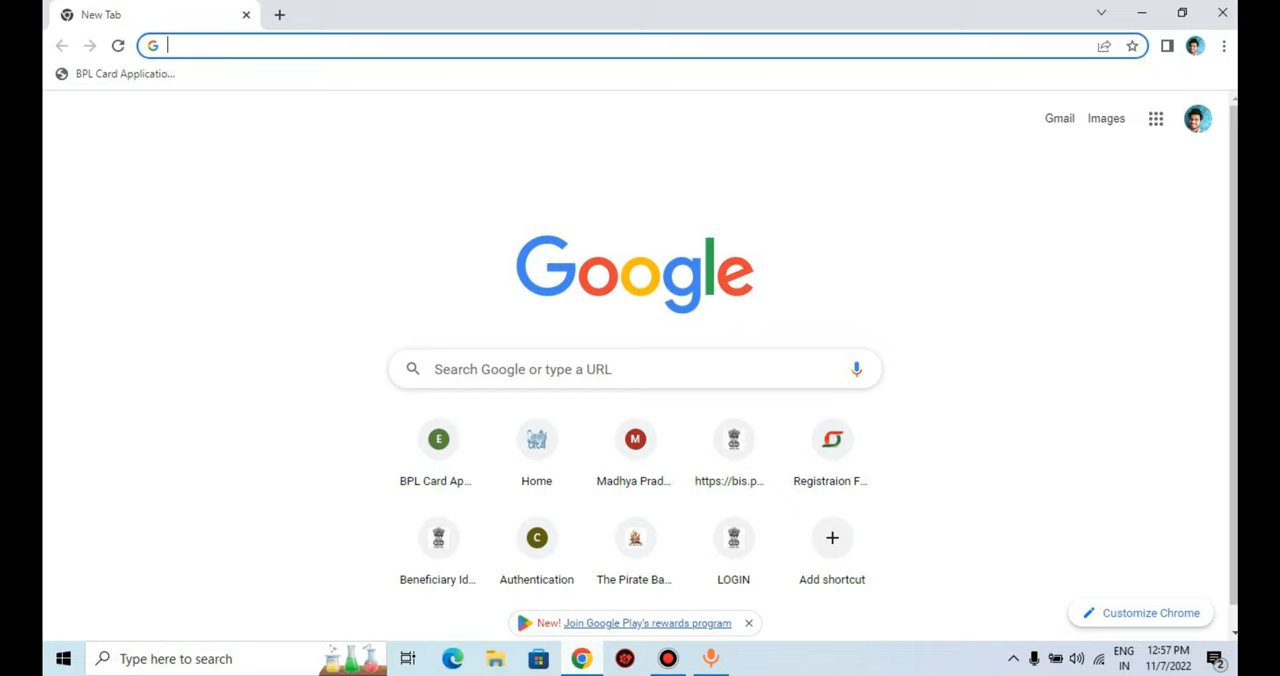 New Tab
BPL Card Applicatio...
Gmail Images
Google
Search Google or type a URL
E M
BPL Card Ap... Home Madhya Prad... https://bis.p... Registraion F...
C
Beneficiary Id... Authentication The Pirate Ba... LOGIN Add shortcut
New! Join Google Play's rewards program
Customize Chrome
Type here to search
ENG 12:57 PM
IN 11/7/2022 2